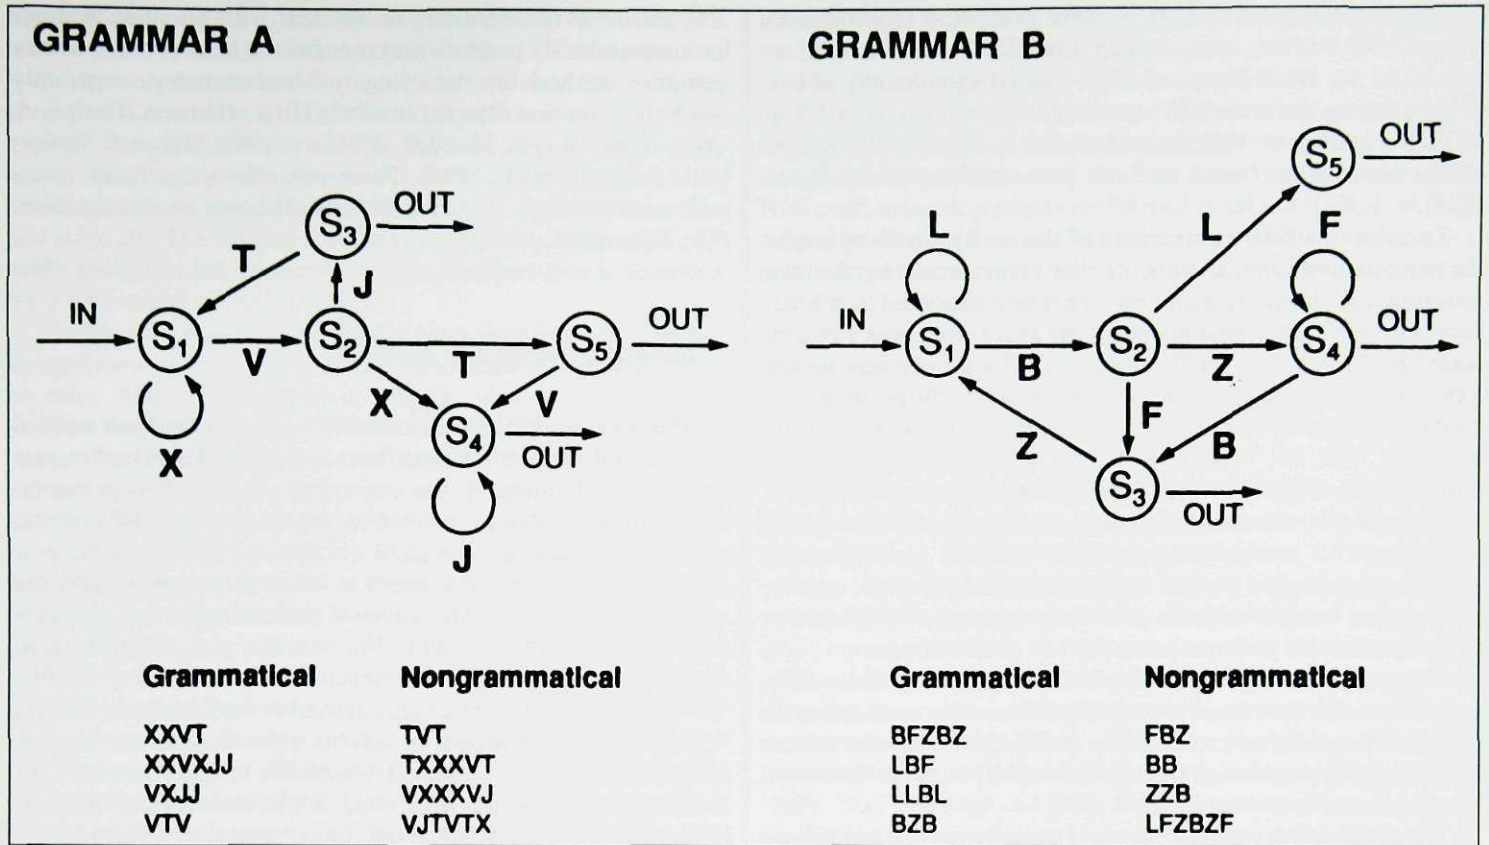 GRAMMAR A
S3
OUT
T
J
IN
S1
V
S2
T
S5
OUT
X
X
V
S4
OUT
J
Grammatical Nongrammatical
XXVT TVT
XXVXJJ TXXXVT
VXJJ VXXXVJ
VTV VJTVTX
GRAMMAR B
S5
OUT
L
L
F
IN
S1
B
S2
Z
S4
OUT
F
Z
B
S3
OUT
Grammatical Nongrammatical
BFZBZ FBZ
LBF BB
LLBL ZZB
BZB LFZBZF